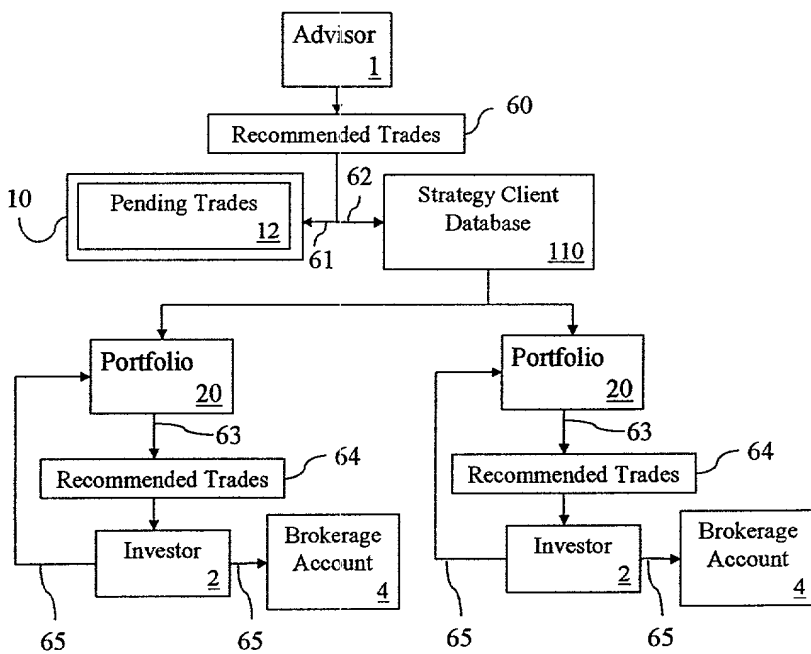 Advisor
1
60
Recommended Trades
62
10
Pending Trades
12
61
Strategy Client
Database
110
Portfolio
20
63
64
Recommended Trades
Investor
2
Brokerage
Account
4
65
65
Portfolio
20
63
64
Recommended Trades
Investor
2
Brokerage
Account
4
65
65